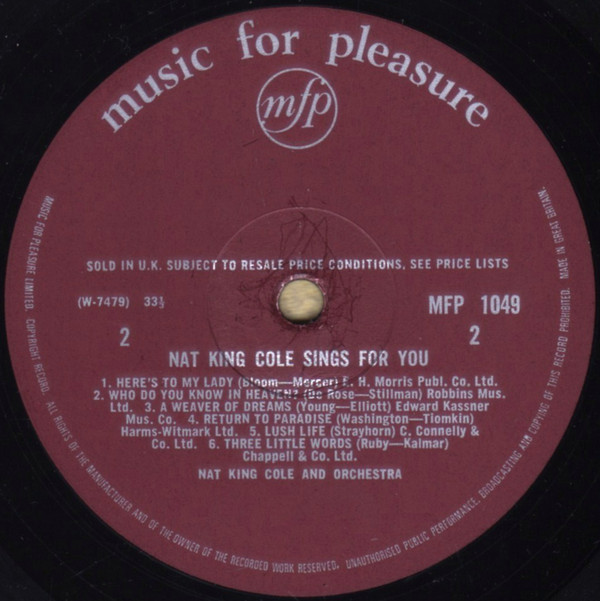 music for pleasure
mfp
SOLD IN U.K. SUBJECT TO RESALE PRICE CONDITIONS, SEE PRICE LISTS
(W-7479) 33⅓ MFP 1049
2 2
NAT KING COLE SINGS FOR YOU
1. HERE'S TO MY LADY (Bloom—Mercer) E. H. Morris Publ. Co. Ltd.
2. WHO DO YOU KNOW IN HEAVEN? (De Rose—Stillman) Robbins Mus.
Ltd. 3. A WEAVER OF DREAMS (Young—Elliott) Edward Kassner
Mus. Co. 4. RETURN TO PARADISE (Washington—Tiomkin)
Harms-Witmark Ltd. 5. LUSH LIFE (Strayhorn) C. Connelly &
Co. Ltd. 6. THREE LITTLE WORDS (Ruby—Kalmar)
Chappell & Co. Ltd.
NAT KING COLE AND ORCHESTRA
MUSIC FOR PLEASURE LIMITED. COPYRIGHT RECORD. ALL RIGHTS OF THE MANUFACTURER AND OF THE OWNER OF THE RECORDED WORK RESERVED. UNAUTHORISED PUBLIC PERFORMANCE, BROADCASTING AND COPYING OF THIS RECORD PROHIBITED. MADE IN GREAT BRITAIN.